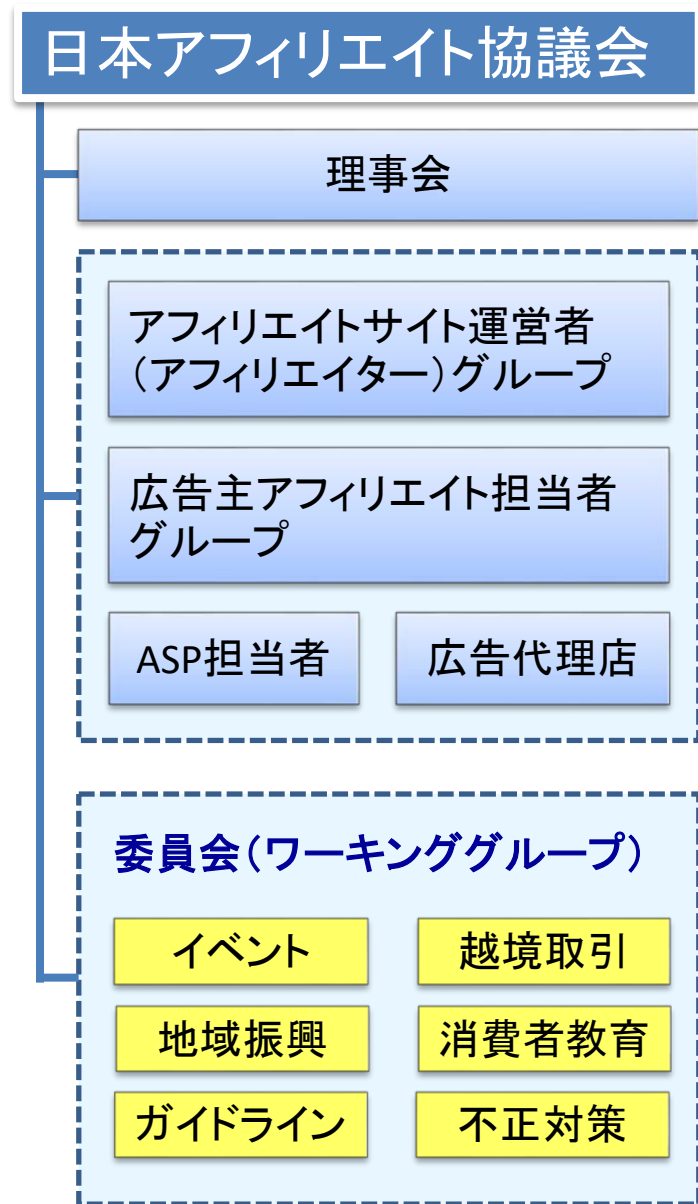 日本アフィリエイト協議会
理事会
アフィリエイトサイト運営者
（アフィリエイター）グループ
広告主アフィリエイト担当者
グループ
ASP担当者
広告代理店
委員会（ワーキンググループ）
イベント
越境取引
地域振興
消費者教育
ガイドライン
不正対策